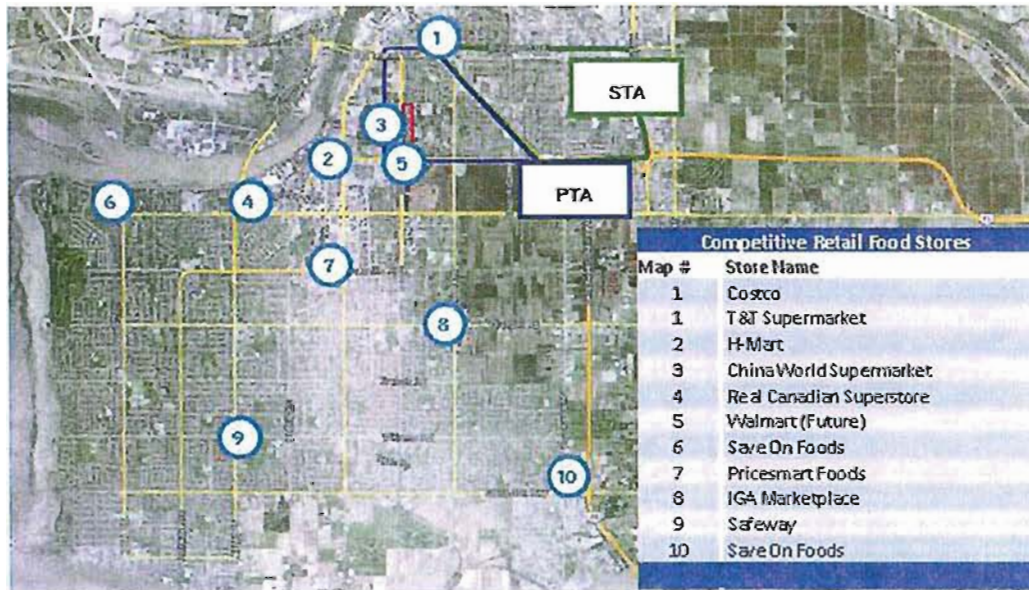 1
STA
3
2
5
PTA
6
4
7
8
9
10
Competitive Retail Food Stores
Map # Store Name
1 Costco
1 T&T Supermarket
2 H-Mart
3 China World Supermarket
4 Real Canadian Superstore
5 Walmart (Future)
6 Save On Foods
7 Pricesmart Foods
8 IGA Marketplace
9 Safeway
10 Save On Foods